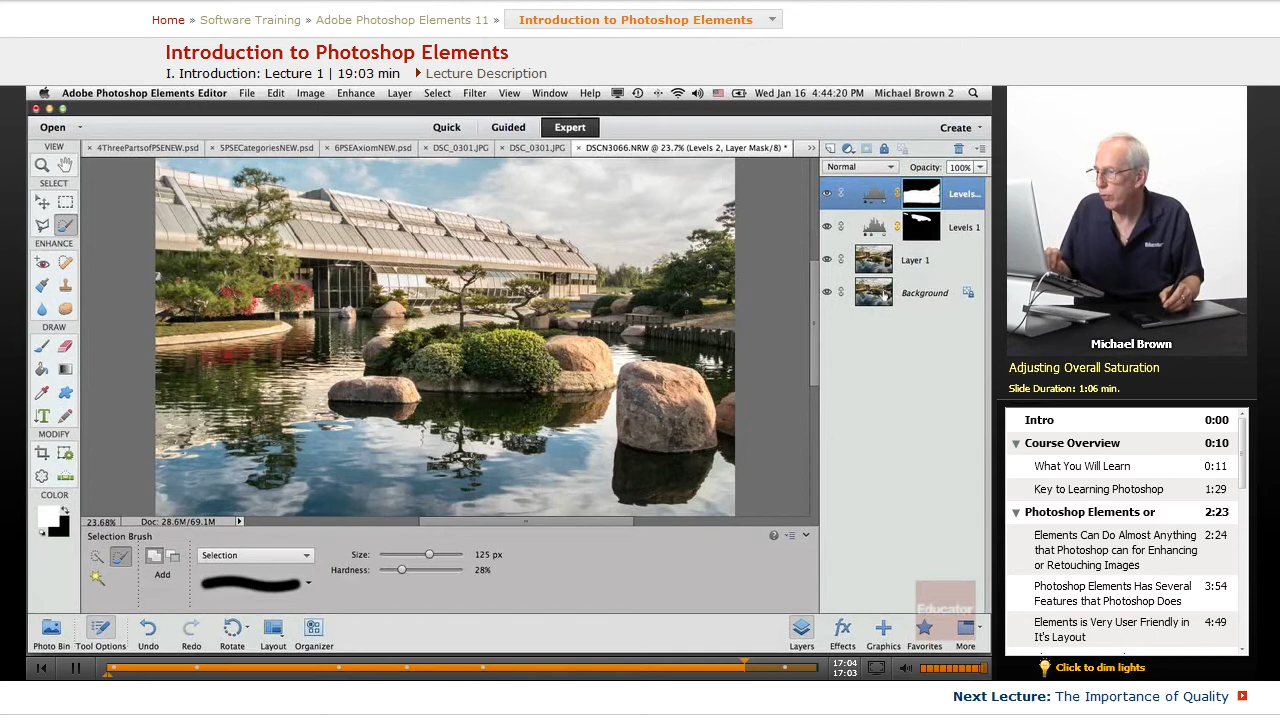 Home » Software Training » Adobe Photoshop Elements 11 » Introduction to Photoshop Elements
Introduction to Photoshop Elements
I. Introduction: Lecture 1 | 19:03 min Lecture Description
Adobe Photoshop Elements Editor File Edit Image Enhance Layer Select Filter View Window Help Wed Jan 16 4:44:20 PM Michael Brown 2
Open Quick Guided Expert Create
VIEW × 4ThreePartsofPSENEW.psd × 5PSECategoriesNEW.psd × 6PSEAxiomNEW.psd × DSC_0301.JPG × DSC_0301.JPG × DSCN3066.NRW @ 23.7% (Levels 2, Layer Mask/8) * >>
Normal Opacity: 100%
SELECT
Levels...
Levels 1
ENHANCE
Layer 1
Background
DRAW
T
MODIFY
COLOR
23.68% Doc: 28.6M/69.1M
Selection Brush
Selection Size: 125 px
Add Hardness: 28%
Photo Bin Tool Options Undo Redo Rotate Layout Organizer Layers Effects Graphics Favorites More
fx
Educator
17:04
17:03
Educator
Michael Brown
Adjusting Overall Saturation
Slide Duration: 1:06 min.
Intro 0:00
Course Overview 0:10
What You Will Learn 0:11
Key to Learning Photoshop 1:29
Photoshop Elements or 2:23
Elements Can Do Almost Anything 2:24
that Photoshop can for Enhancing
or Retouching Images
Photoshop Elements Has Several 3:54
Features that Photoshop Does
Elements is Very User Friendly in 4:49
It's Layout
Click to dim lights
Next Lecture: The Importance of Quality